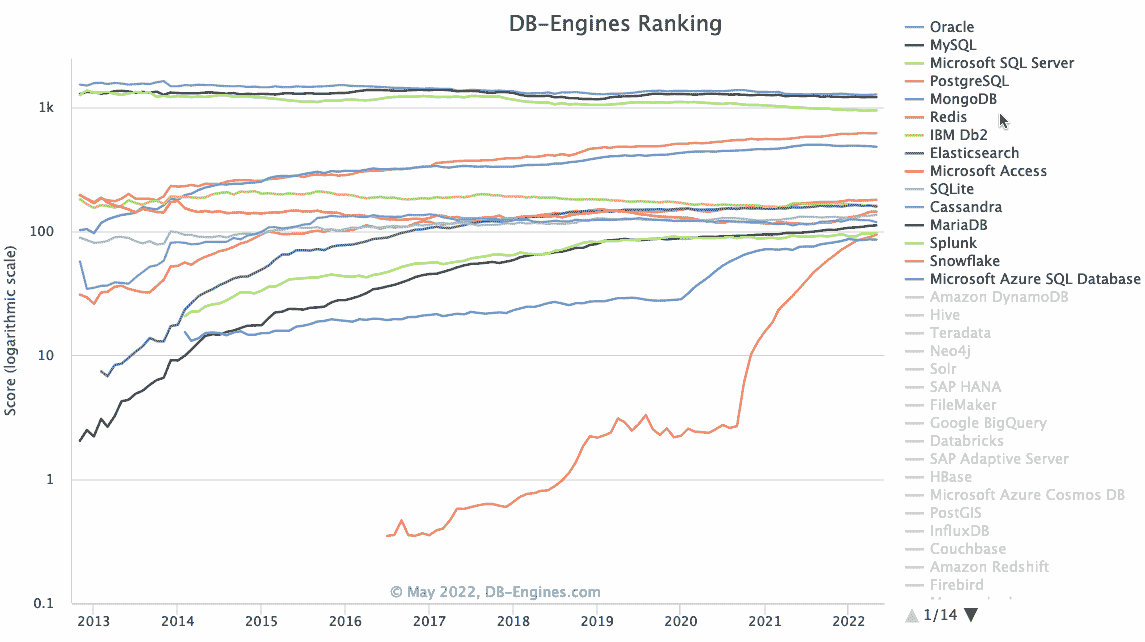 DB-Engines Ranking
Score (logarithmic scale)
1k
100
10
1
0.1
2013 2014 2015 2016 2017 2018 2019 2020 2021 2022
© May 2022, DB-Engines.com
Oracle
MySQL
Microsoft SQL Server
PostgreSQL
MongoDB
Redis
IBM Db2
Elasticsearch
Microsoft Access
SQLite
Cassandra
MariaDB
Splunk
Snowflake
Microsoft Azure SQL Database
Amazon DynamoDB
Hive
Teradata
Neo4j
Solr
SAP HANA
FileMaker
Google BigQuery
Databricks
SAP Adaptive Server
HBase
Microsoft Azure Cosmos DB
PostGIS
InfluxDB
Couchbase
Amazon Redshift
Firebird
1/14